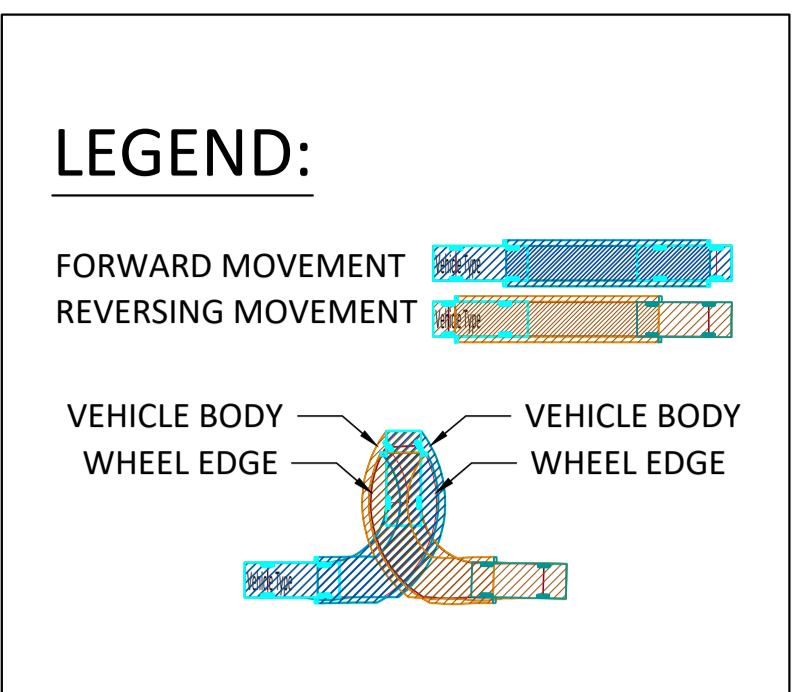 LEGEND:
FORWARD MOVEMENT
Vehicle Type
REVERSING MOVEMENT
Vehicle Type
VEHICLE BODY
VEHICLE BODY
WHEEL EDGE
WHEEL EDGE
Vehicle Type